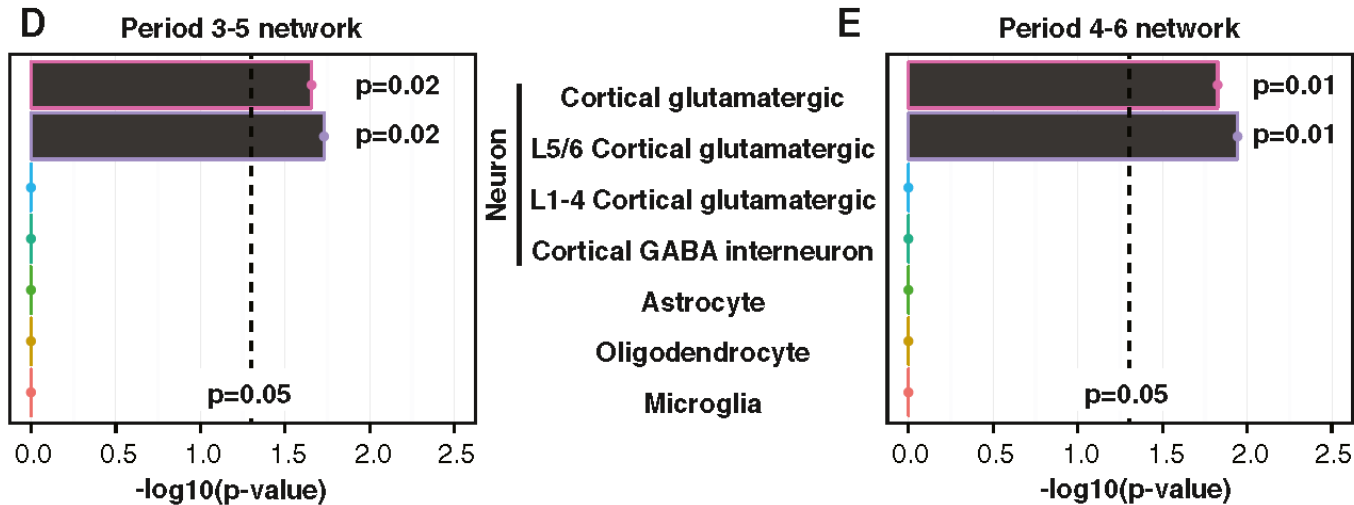 D
Period 3-5 network
p=0.02
p=0.02
p=0.05
0.0 0.5 1.0 1.5 2.0 2.5
-log10(p-value)
Neuron
Cortical glutamatergic
L5/6 Cortical glutamatergic
L1-4 Cortical glutamatergic
Cortical GABA interneuron
Astrocyte
Oligodendrocyte
Microglia
E
Period 4-6 network
p=0.01
p=0.01
p=0.05
0.0 0.5 1.0 1.5 2.0 2.5
-log10(p-value)